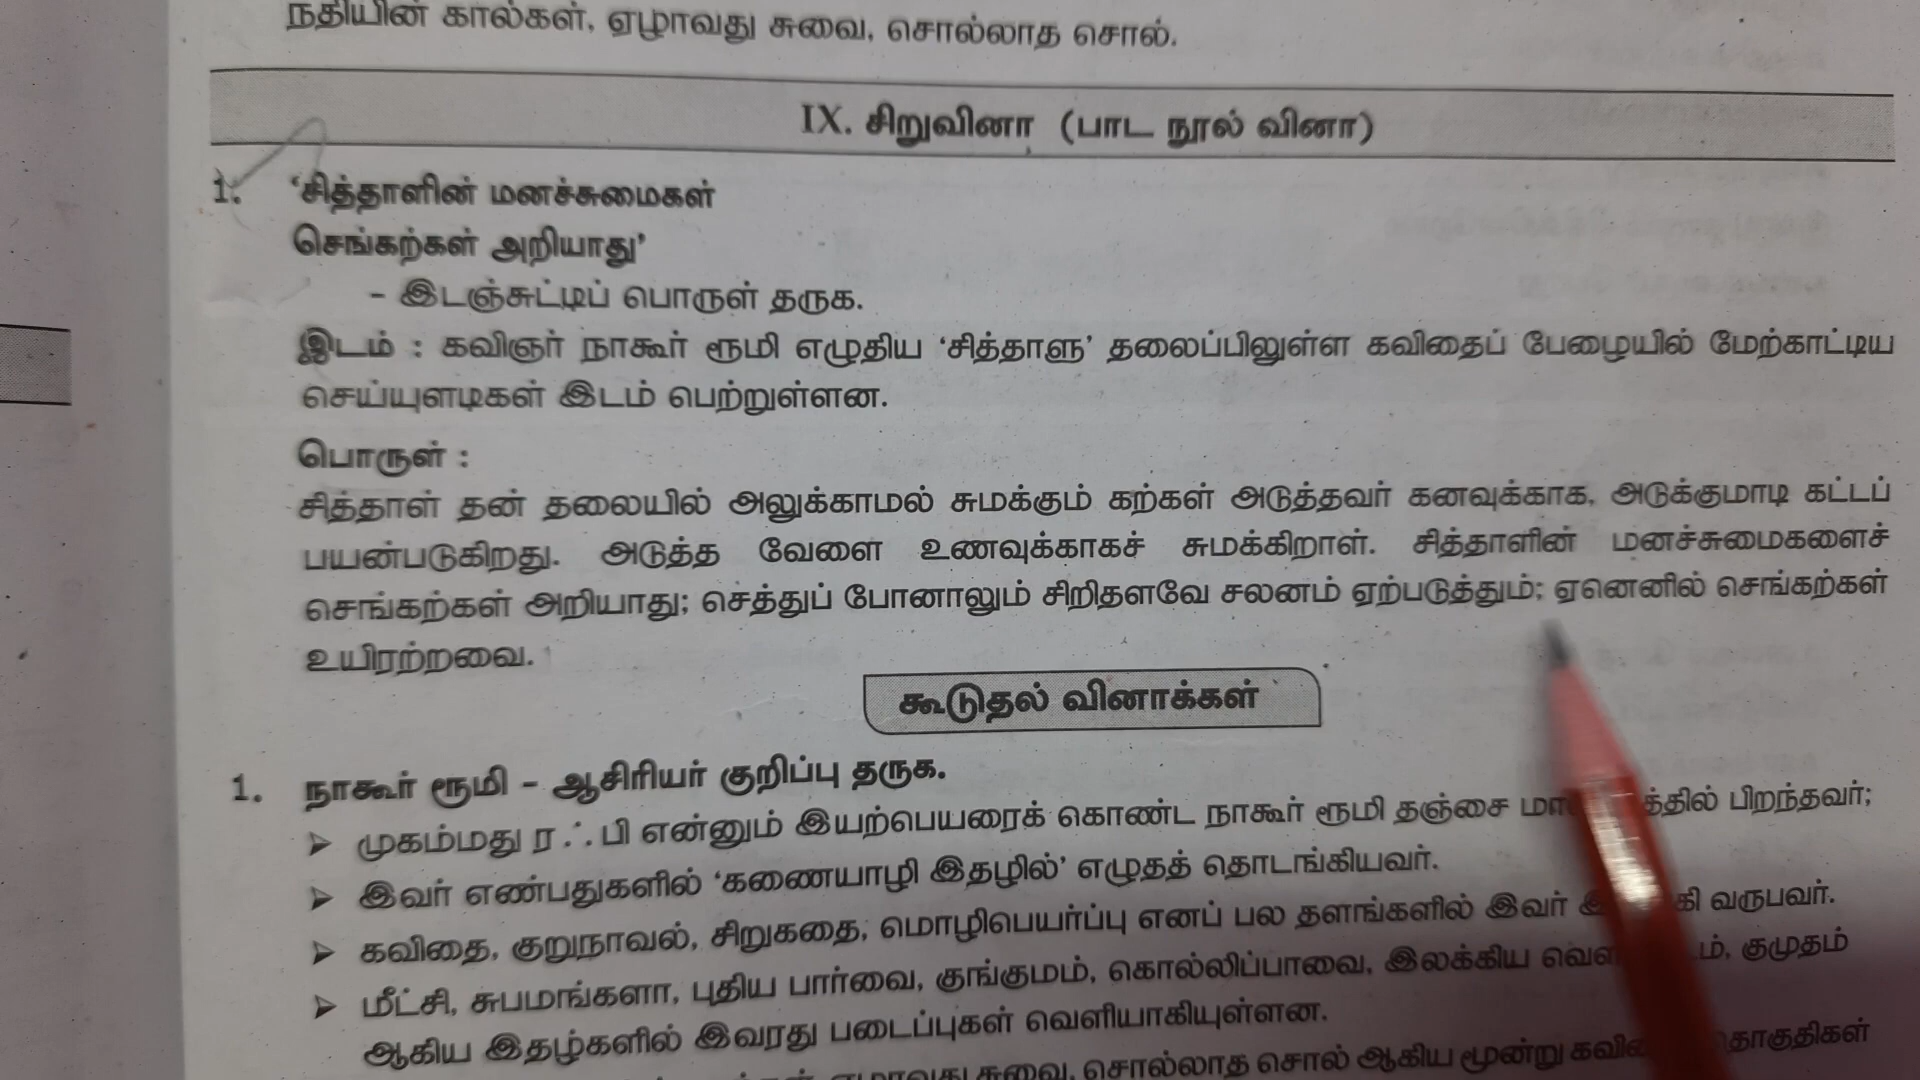 நதியின் கால்கள், ஏழாவது சுவை, சொல்லாத சொல்.
IX. சிறுவினா (பாட நூல் வினா)
1. ‘சித்தாளின் மனச்சுமைகள்
செங்கற்கள் அறியாது’
- இடஞ்சுட்டிப் பொருள் தருக.
இடம் : கவிஞர் நாகூர் ரூமி எழுதிய ‘சித்தாளு’ தலைப்பிலுள்ள கவிதைப் பேழையில் மேற்காட்டிய
செய்யுளடிகள் இடம் பெற்றுள்ளன.
பொருள் :
சித்தாள் தன் தலையில் அலுக்காமல் சுமக்கும் கற்கள் அடுத்தவர் கனவுக்காக, அடுக்குமாடி கட்டப்
பயன்படுகிறது. அடுத்த வேளை உணவுக்காகச் சுமக்கிறாள். சித்தாளின் மனச்சுமைகளைச்
செங்கற்கள் அறியாது; செத்துப் போனாலும் சிறிதளவே சலனம் ஏற்படுத்தும்; ஏனெனில் செங்கற்கள்
உயிரற்றவை.
கூடுதல் வினாக்கள்
1. நாகூர் ரூமி - ஆசிரியர் குறிப்பு தருக.
➢ முகம்மது ரஃபி என்னும் இயற்பெயரைக் கொண்ட நாகூர் ரூமி தஞ்சை பிறந்தவர்;
➢ இவர் எண்பதுகளில் ‘கணையாழி இதழில்’ எழுதத் தொடங்கியவர்.
➢ கவிதை, குறுநாவல், சிறுகதை, மொழிபெயர்ப்பு எனப் பல தளங்களில் இவர் வருபவர்.
➢ மீட்சி, சுபமங்களா, புதிய பார்வை, குங்குமம், கொல்லிப்பாவை, இலக்கிய குமுதம்
ஆகிய இதழ்களில் இவரது படைப்புகள் வெளியாகியுள்ளன.
ஏழாவது சுவை, சொல்லாத சொல் ஆகிய மூன்று தொகுதிகள்